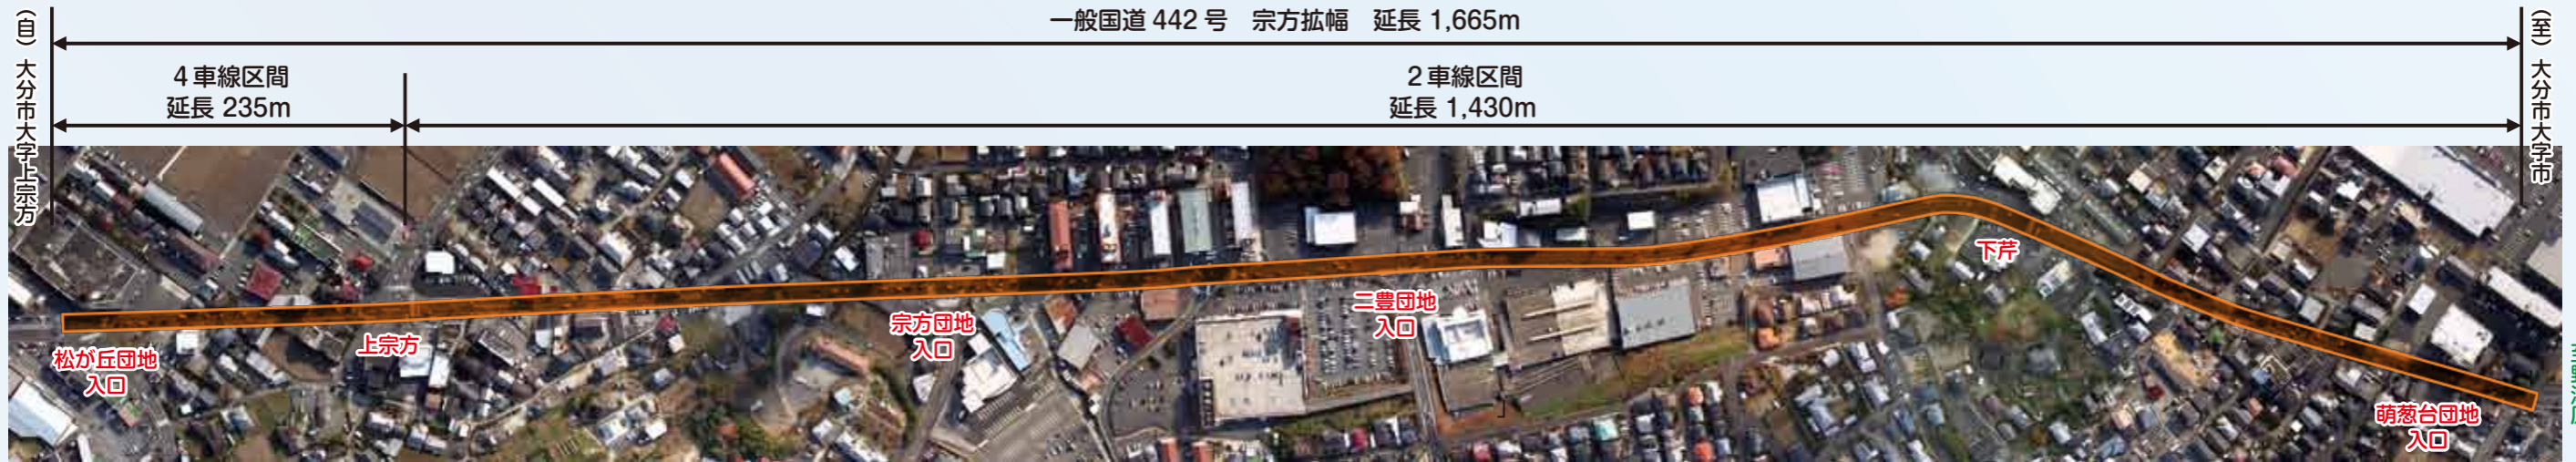 一般国道 442 号　宗方拡幅　延長 1,665m
(自) 大分市大字上宗方
(至) 大分市大字市
4 車線区間
延長 235m
2 車線区間
延長 1,430m
松が丘団地
入口
上宗方
宗方団地
入口
二豊団地
入口
下芹
萌葱台団地
入口